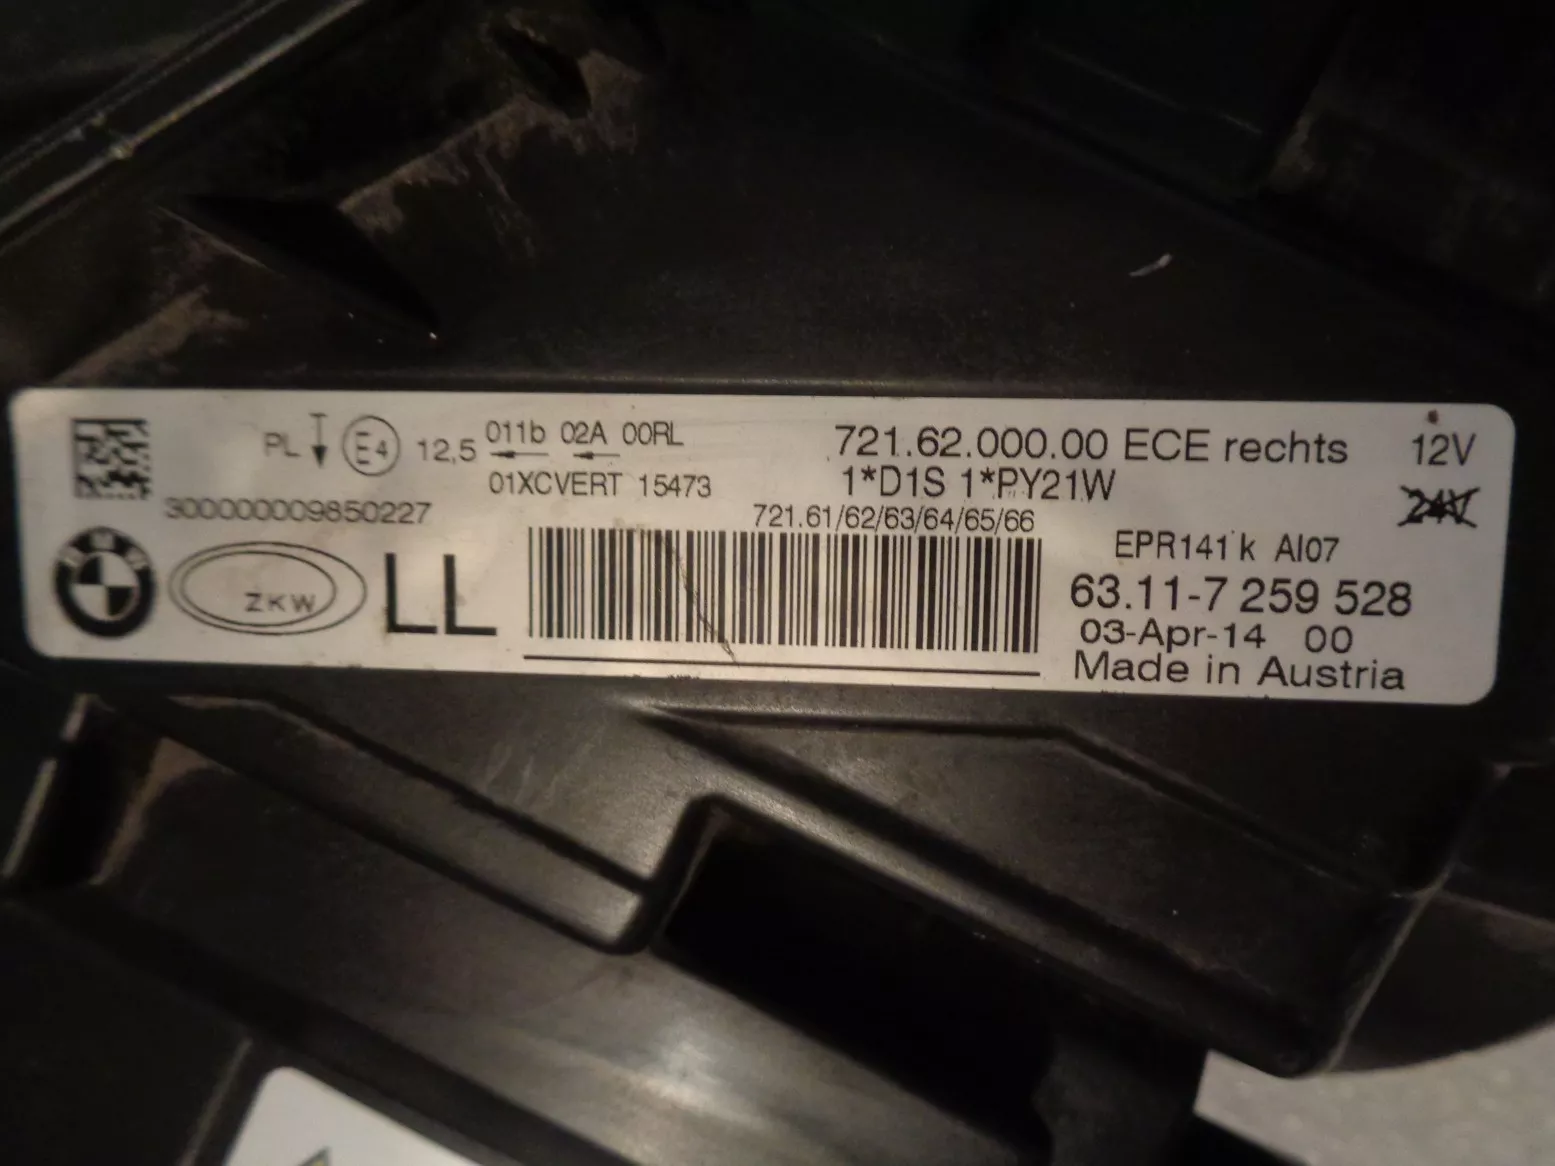 PL E4 12,5 011b 02A 00RL
01XCVERT 15473
300000009850227
721.62.000.00 ECE rechts 12V
1*D1S 1*PY21W
24V
721.61/62/63/64/65/66
EPR141 k AI07
BMW
ZKW
LL
63.11-7 259 528
03-Apr-14 00
Made in Austria